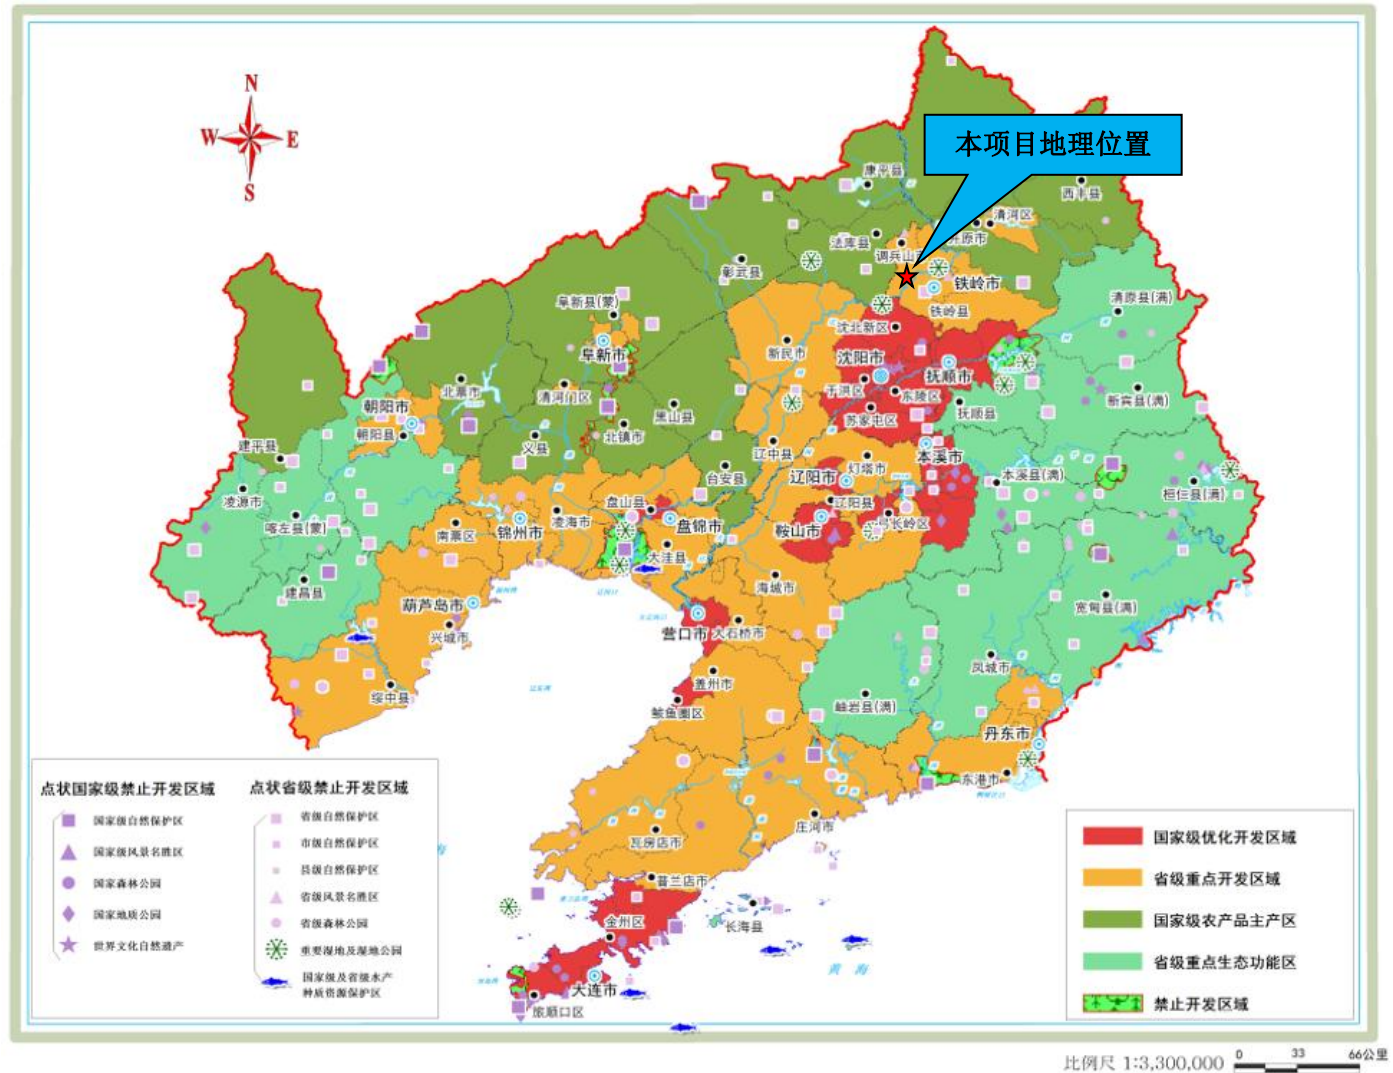 N
W
E
S
本项目地理位置
康平县
西丰县
清河区
开原市
法库县
调兵山市
彰武县
铁岭市
铁岭县
清原县(满)
阜新县(蒙)
阜新市
沈北新区
新民市
沈阳市
抚顺市
于洪区
东陵区
抚顺县
新宾县(满)
苏家屯区
北票市
清河门区
朝阳市
朝阳县
黑山县
北镇市
义县
建平县
辽中县
灯塔市
本溪市
台安县
辽阳市
本溪县(满)
桓仁县(满)
凌源市
喀左县(蒙)
盘山县
辽阳县
弓长岭区
南票区
锦州市
凌海市
盘锦市
鞍山市
大洼县
海城市
建昌县
葫芦岛市
宽甸县(满)
兴城市
营口市
大石桥市
凤城市
绥中县
盖州市
鲅鱼圈区
岫岩县(满)
丹东市
东港市
庄河市
瓦房店市
普兰店市
金州区
长海县
黄 海
海
大连市
旅顺口区
点状国家级禁止开发区域
国家级自然保护区
国家级风景名胜区
国家森林公园
国家地质公园
世界文化自然遗产
点状省级禁止开发区域
省级自然保护区
市级自然保护区
县级自然保护区
省级风景名胜区
省级森林公园
重要湿地及湿地公园
国家级及省级水产
种质资源保护区
国家级优化开发区域
省级重点开发区域
国家级农产品主产区
省级重点生态功能区
禁止开发区域
比例尺 1:3,300,000
0 33 66公里